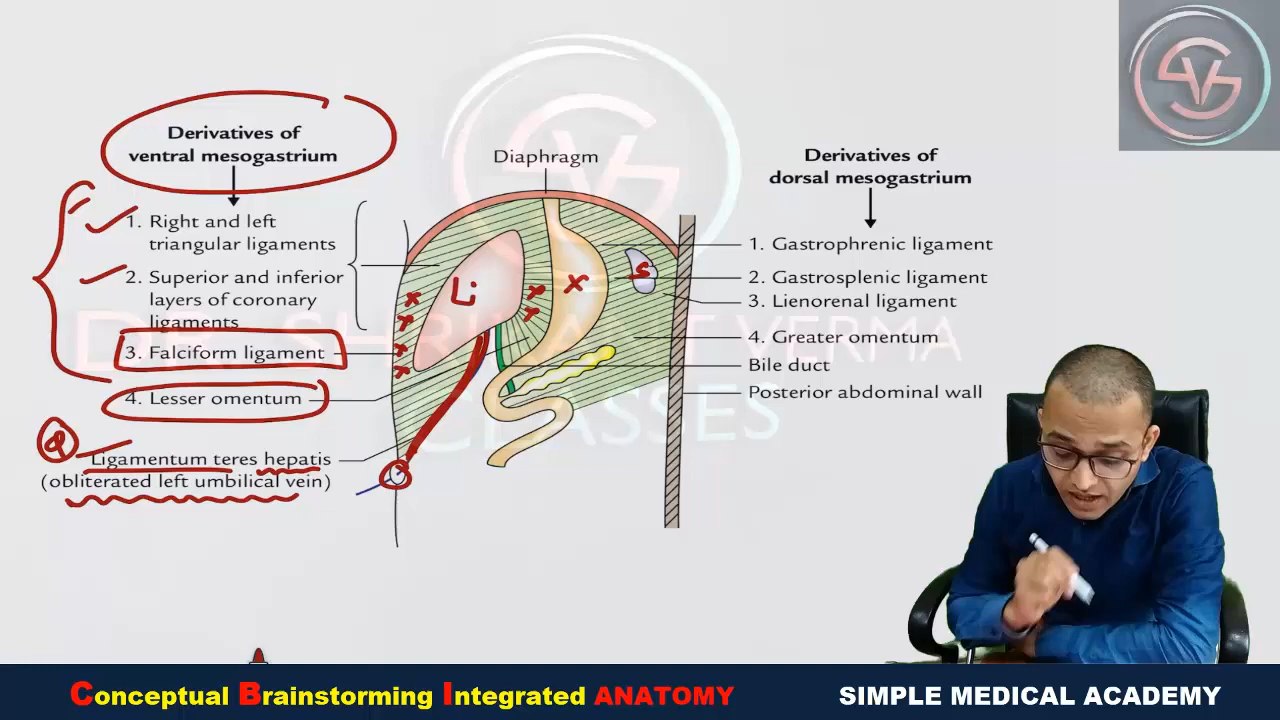 Derivatives of
ventral mesogastrium
1. Right and left
triangular ligaments
2. Superior and inferior
layers of coronary
ligaments
3. Falciform ligament
4. Lesser omentum
Q
Ligamentum teres hepatis
(obliterated left umbilical vein)
Diaphragm
Li
S
Derivatives of
dorsal mesogastrium
1. Gastrophrenic ligament
2. Gastrosplenic ligament
3. Lienorenal ligament
4. Greater omentum
Bile duct
Posterior abdominal wall
VERMA
CLASSES
Conceptual Brainstorming Integrated ANATOMY
SIMPLE MEDICAL ACADEMY